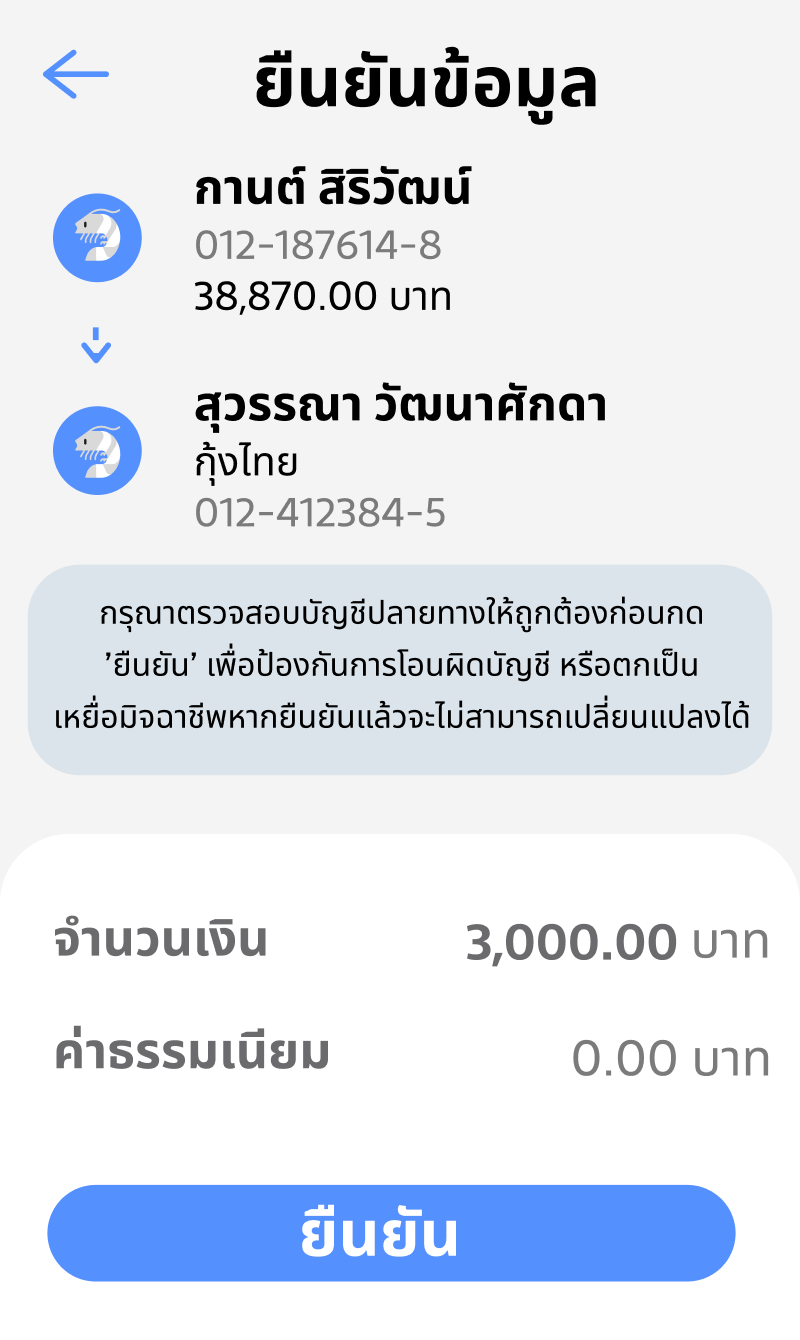 ยืนยันข้อมูล
กานต์ สิริวัฒน์
012-187614-8
38,870.00 บาท
สุวรรณา วัฒนาศักดา
กุ้งไทย
012-412384-5
กรุณาตรวจสอบบัญชีปลายทางให้ถูกต้องก่อนกด
’ยืนยัน’ เพื่อป้องกันการโอนผิดบัญชี หรือตกเป็น
เหยื่อมิจฉาชีพหากยืนยันแล้วจะไม่สามารถเปลี่ยนแปลงได้
จำนวนเงิน 3,000.00 บาท
ค่าธรรมเนียม 0.00 บาท
ยืนยัน